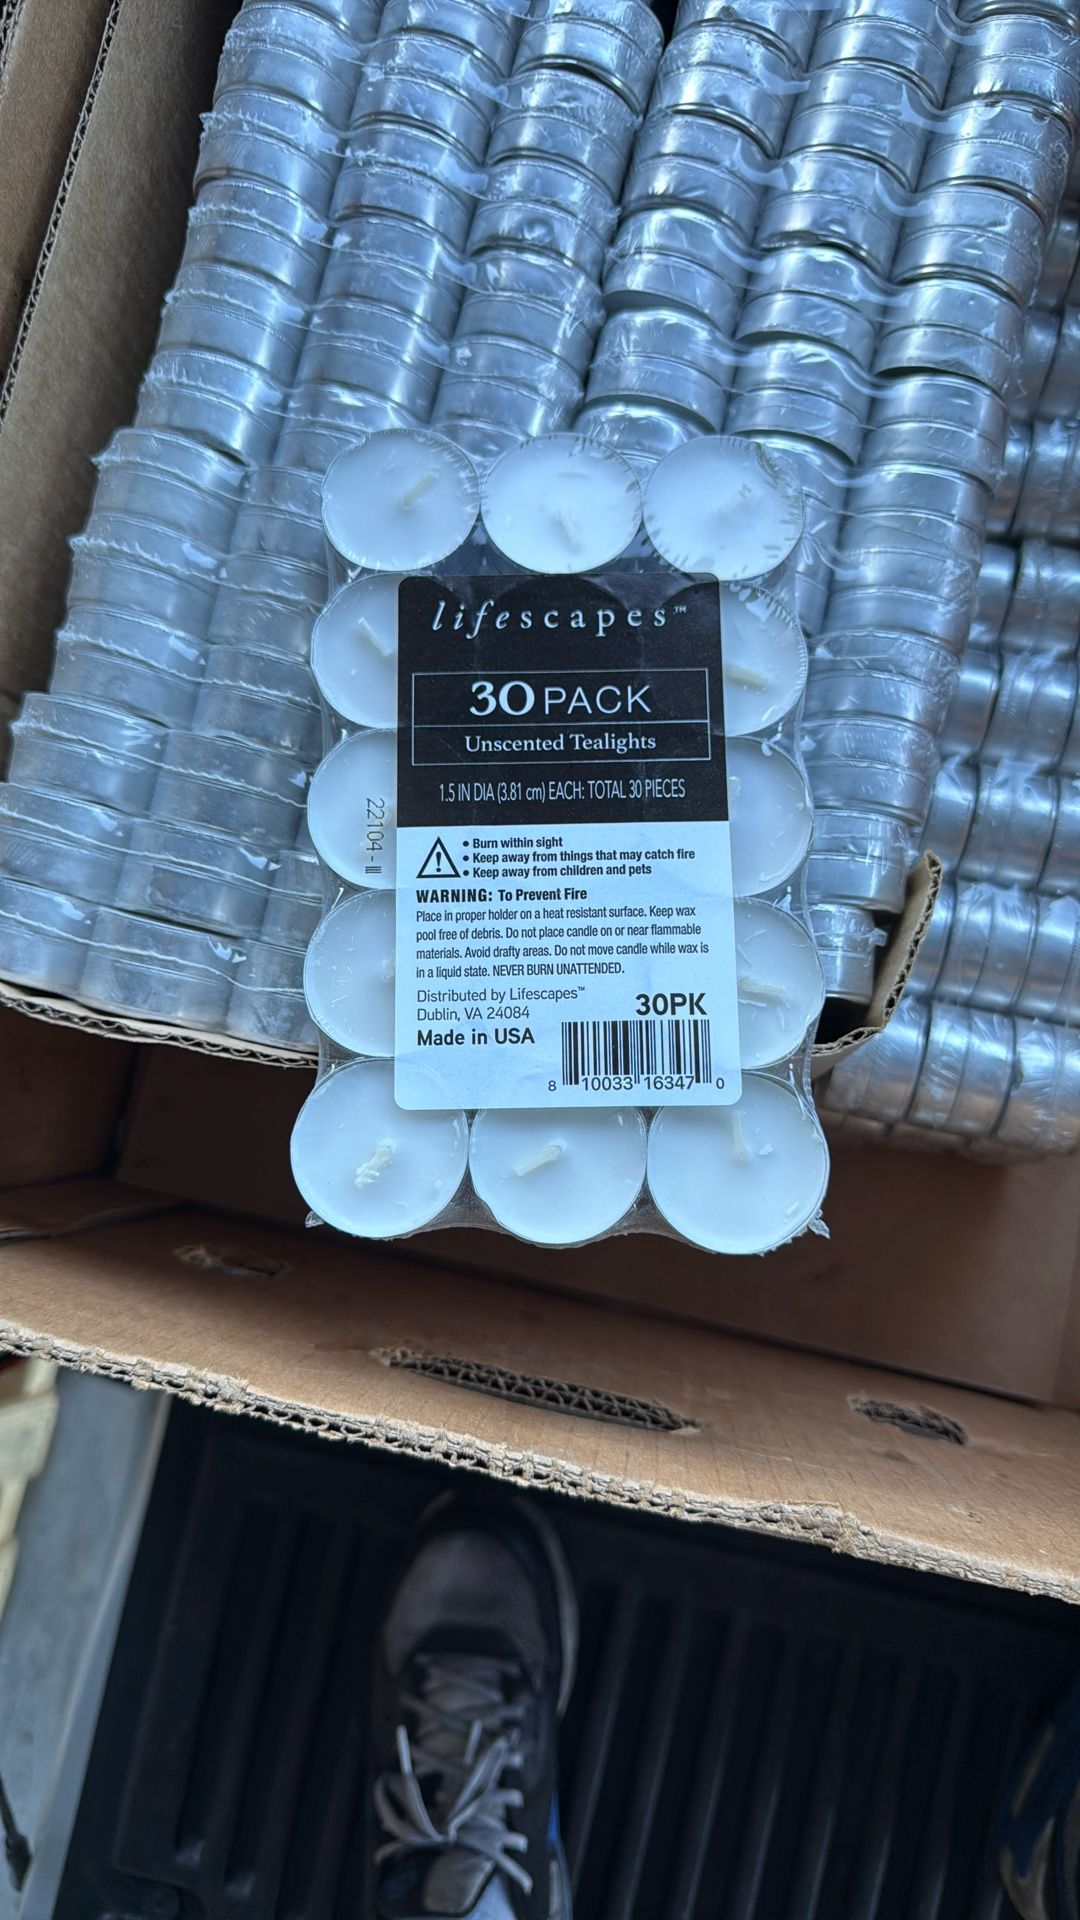 lifescapes™
30 PACK
Unscented Tealights
1.5 IN DIA (3.81 cm) EACH: TOTAL 30 PIECES
22104 - III
• Burn within sight
• Keep away from things that may catch fire
• Keep away from children and pets
WARNING: To Prevent Fire
Place in proper holder on a heat resistant surface. Keep wax
pool free of debris. Do not place candle on or near flammable
materials. Avoid drafty areas. Do not move candle while wax is
in a liquid state. NEVER BURN UNATTENDED.
Distributed by Lifescapes™
Dublin, VA 24084
Made in USA
30PK
8 10033 16347 0